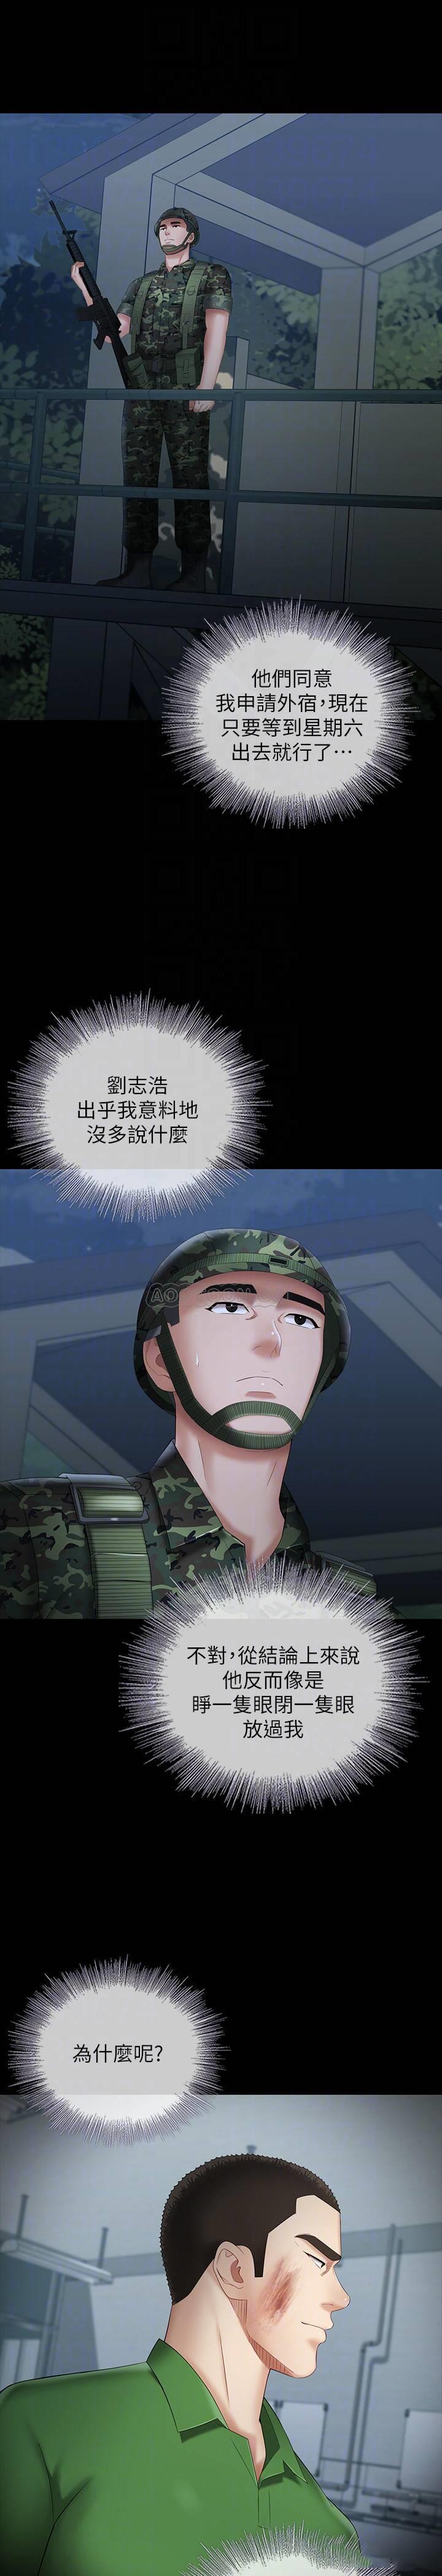 他們同意
我申請外宿，現在
只要等到星期六
出去就行了…
劉志浩
出乎我意料地
沒多說什麼
不對，從結論上來說
他反而像是
睜一隻眼閉一隻眼
放過我
為什麼呢?